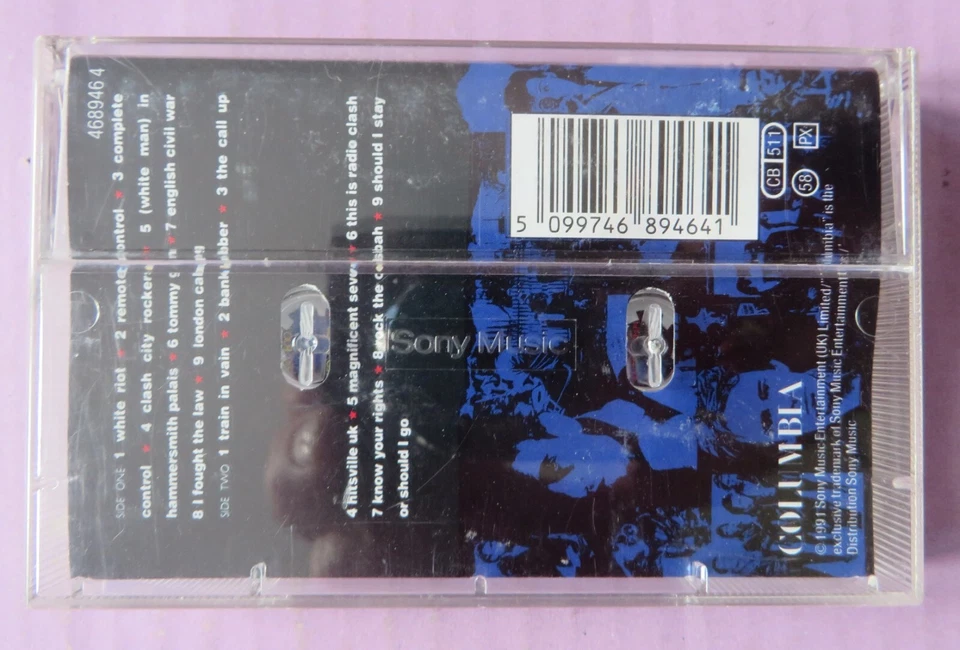 468946 4
SIDE ONE 1 white riot ★ 2 remote control ★ 3 complete
control ★ 4 clash city rockers ★ 5 (white man) in
hammersmith palais ★ 6 tommy gun ★ 7 english civil war
8 I fought the law ★ 9 london calling
SIDE TWO 1 train in vain ★ 2 bankrobber ★ 3 the call up
4 hitsville uk ★ 5 magnificent seven ★ 6 this is radio clash
7 know your rights ★ 8 rock the casbah ★ 9 should I stay
or should I go
Sony Music
5 099746 894641
CB 511
58 PX
COLUMBIA
© 1991 Sony Music Entertainment (UK) Limited/"Columbia" is the
exclusive trademark of Sony Music Entertainment
Distribution Sony Music